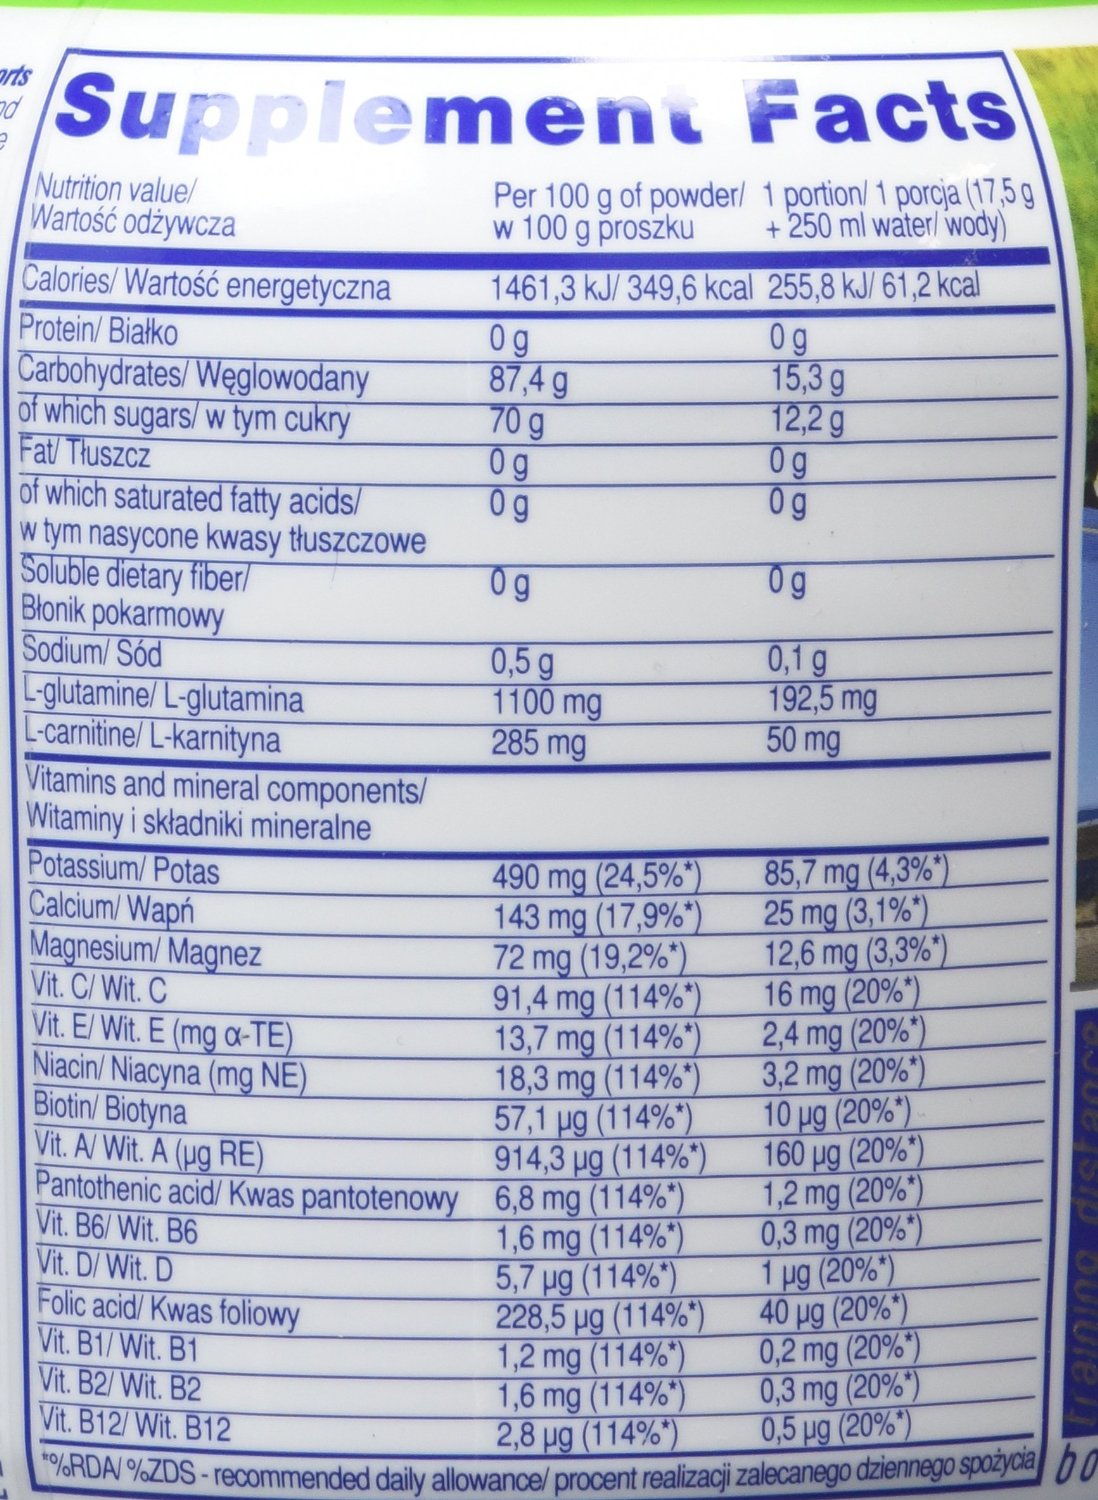 orts
Supplement Facts
Nutrition value/ Per 100 g of powder/ 1 portion/ 1 porcja (17,5 g
Wartość odżywcza w 100 g proszku + 250 ml water/ wody)
Calories/ Wartość energetyczna 1461,3 kJ/ 349,6 kcal 255,8 kJ/ 61,2 kcal
Protein/ Białko 0 g 0 g
Carbohydrates/ Węglowodany 87,4 g 15,3 g
of which sugars/ w tym cukry 70 g 12,2 g
Fat/ Tłuszcz 0 g 0 g
of which saturated fatty acids/ 0 g 0 g
w tym nasycone kwasy tłuszczowe
Soluble dietary fiber/ 0 g 0 g
Błonik pokarmowy
Sodium/ Sód 0,5 g 0,1 g
L-glutamine/ L-glutamina 1100 mg 192,5 mg
L-carnitine/ L-karnityna 285 mg 50 mg
Vitamins and mineral components/
Witaminy i składniki mineralne
Potassium/ Potas 490 mg (24,5%*) 85,7 mg (4,3%*)
Calcium/ Wapń 143 mg (17,9%*) 25 mg (3,1%*)
Magnesium/ Magnez 72 mg (19,2%*) 12,6 mg (3,3%*)
Vit. C/ Wit. C 91,4 mg (114%*) 16 mg (20%*)
Vit. E/ Wit. E (mg α-TE) 13,7 mg (114%*) 2,4 mg (20%*)
Niacin/ Niacyna (mg NE) 18,3 mg (114%*) 3,2 mg (20%*)
Biotin/ Biotyna 57,1 µg (114%*) 10 µg (20%*)
Vit. A/ Wit. A (µg RE) 914,3 µg (114%*) 160 µg (20%*)
Pantothenic acid/ Kwas pantotenowy 6,8 mg (114%*) 1,2 mg (20%*)
Vit. B6/ Wit. B6 1,6 mg (114%*) 0,3 mg (20%*)
Vit. D/ Wit. D 5,7 µg (114%*) 1 µg (20%*)
Folic acid/ Kwas foliowy 228,5 µg (114%*) 40 µg (20%*)
Vit. B1/ Wit. B1 1,2 mg (114%*) 0,2 mg (20%*)
Vit. B2/ Wit. B2 1,6 mg (114%*) 0,3 mg (20%*)
Vit. B12/ Wit. B12 2,8 µg (114%*) 0,5 µg (20%*)
*%RDA/ %ZDS - recommended daily allowance/ procent realizacji zalecanego dziennego spożycia
training distance
bo